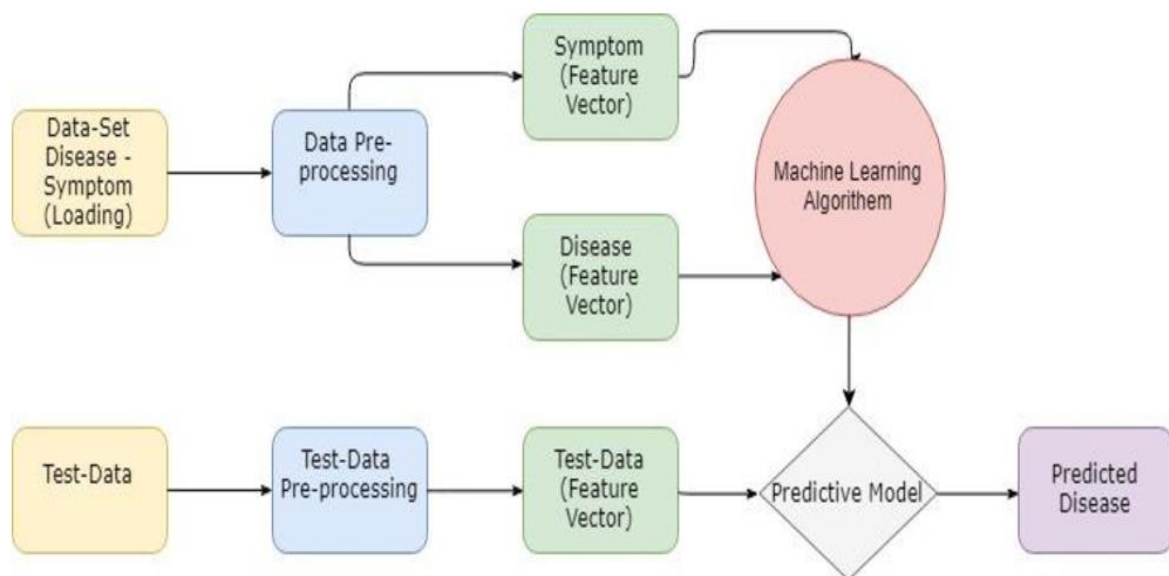 Data-Set
Disease -
Symptom
(Loading)
Data Pre-
processing
Symptom
(Feature
Vector)
Disease
(Feature
Vector)
Machine Learning
Algorithem
Test-Data
Test-Data
Pre-processing
Test-Data
(Feature
Vector)
Predictive Model
Predicted
Disease